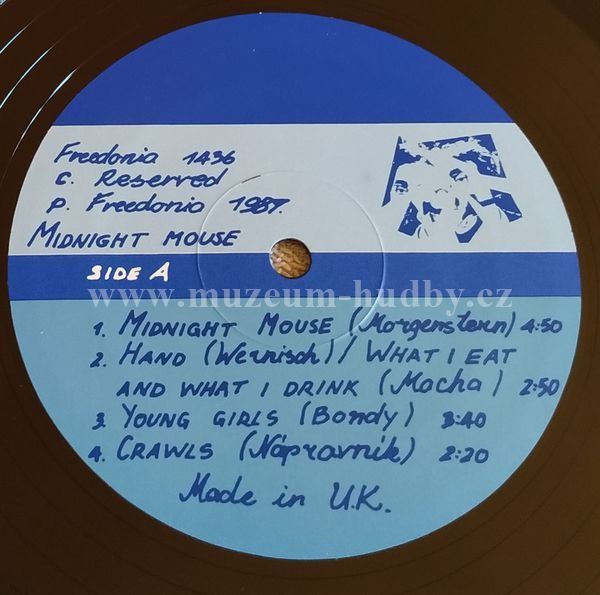 Freedonia 1436
C. Reserved
P. Freedonia 1987.
MIDNIGHT MOUSE
SIDE A
www.muzeum-hudby.cz
1. MIDNIGHT MOUSE (Morgenstern) 4:50
2. HAND (Wernisch) / WHAT I EAT
AND WHAT I DRINK (Mácha) 2:50
3. YOUNG GIRLS (Bondy) 3:40
4. CRAWLS (Nápravník) 2:20
Made in U.K.